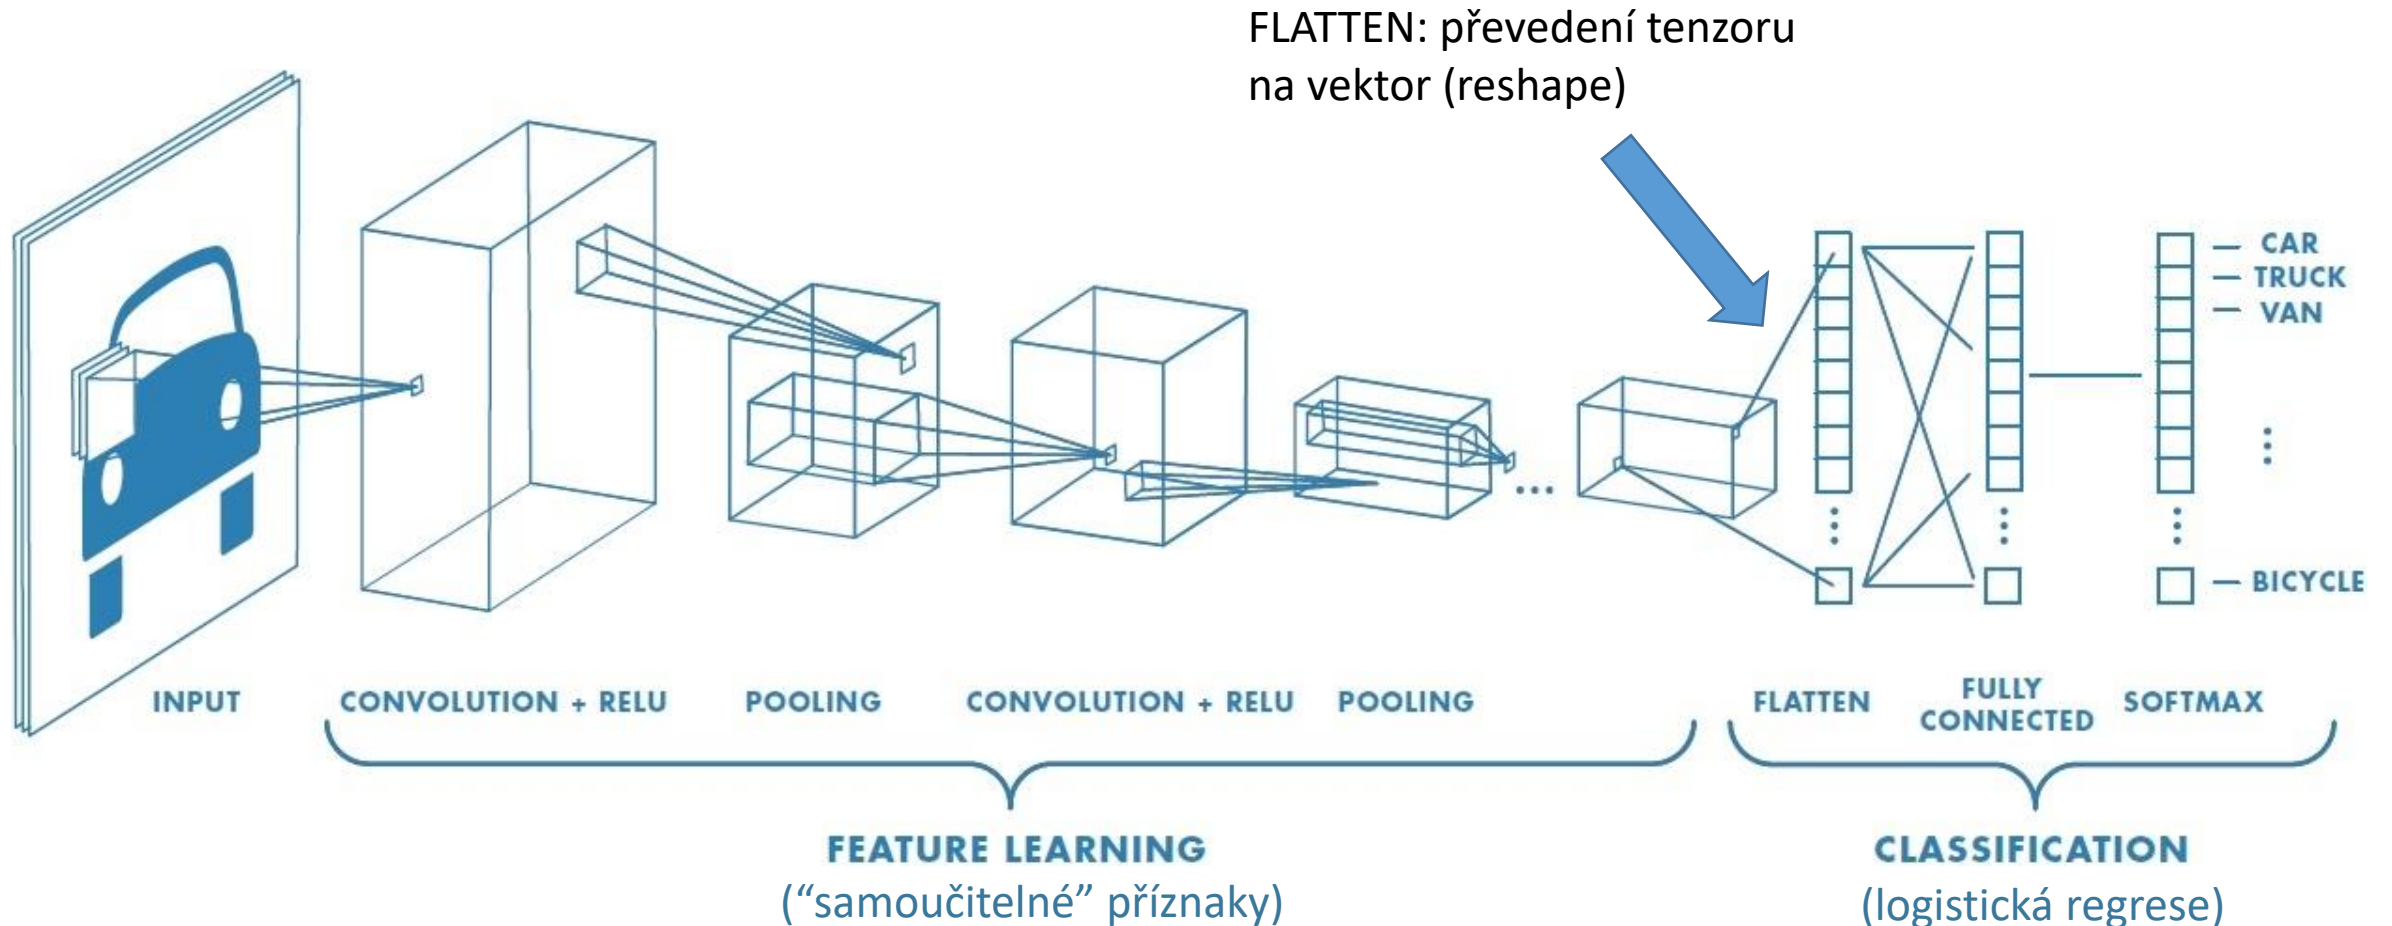 FLATTEN: převedení tenzoru
na vektor (reshape)
CAR
TRUCK
VAN
BICYCLE
INPUT
CONVOLUTION + RELU
POOLING
CONVOLUTION + RELU
POOLING
FLATTEN
FULLY
CONNECTED
SOFTMAX
FEATURE LEARNING
(“samoučitelné” příznaky)
CLASSIFICATION
(logistická regrese)